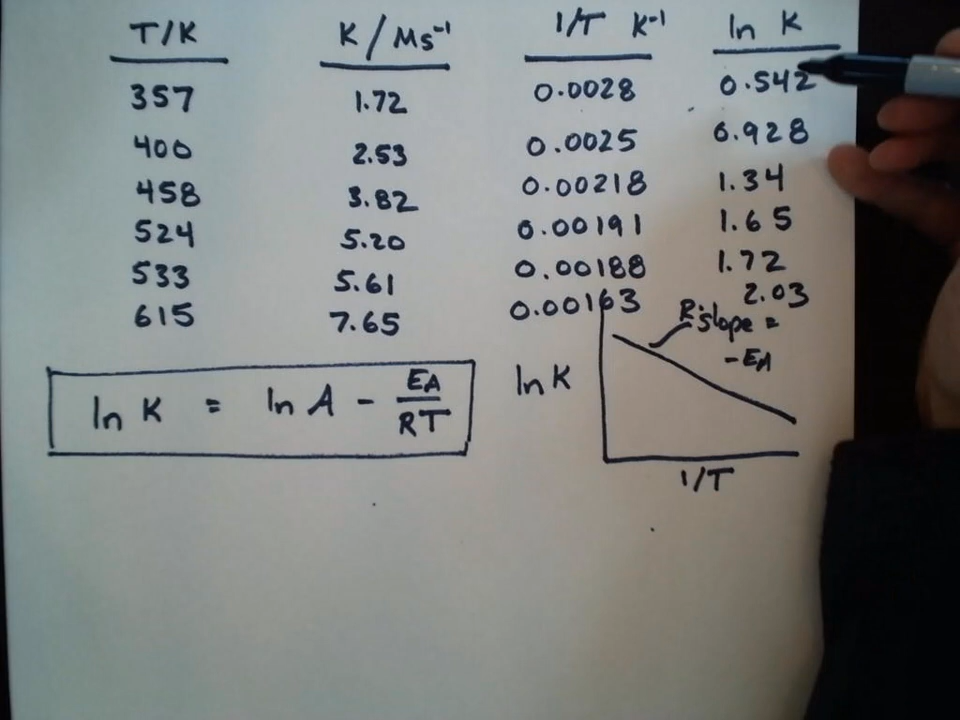 T/K K/Ms⁻¹ 1/T K⁻¹ ln K
357 1.72 0.0028 0.542
400 2.53 0.0025 0.928
458 3.82 0.00218 1.34
524 5.20 0.00191 1.65
533 5.61 0.00188 1.72
615 7.65 0.00163 2.03
R·slope =
-EA
ln K = ln A - EA/RT
ln K
1/T